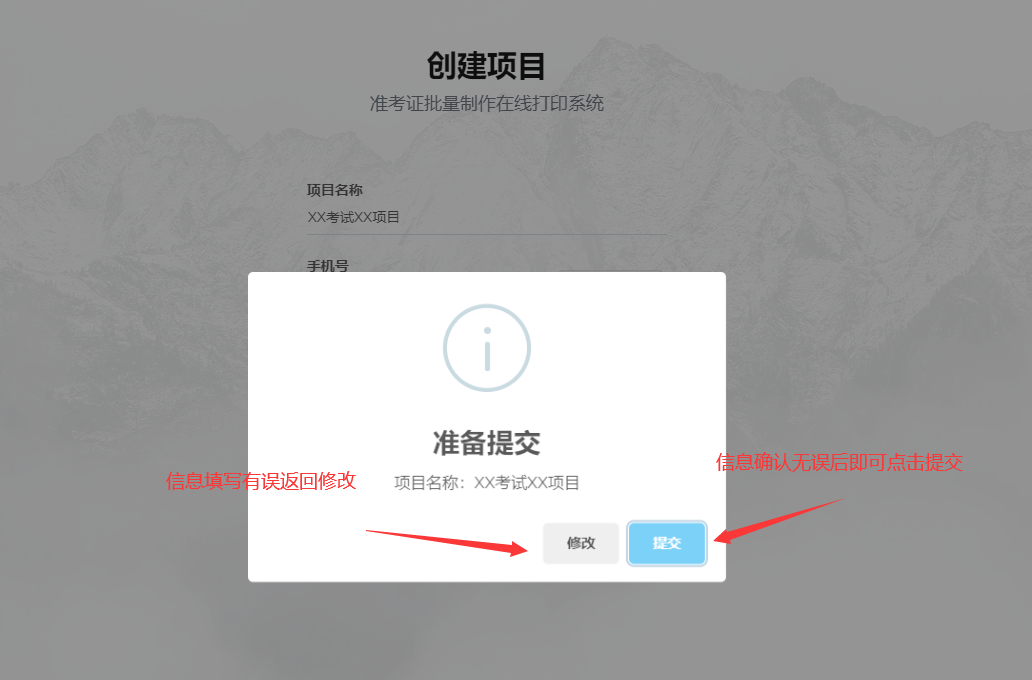 创建项目
准考证批量制作在线打印系统
项目名称
XX考试XX项目
手机号
准备提交
信息确认无误后即可点击提交
信息填写有误返回修改
项目名称：XX考试XX项目
修改
提交